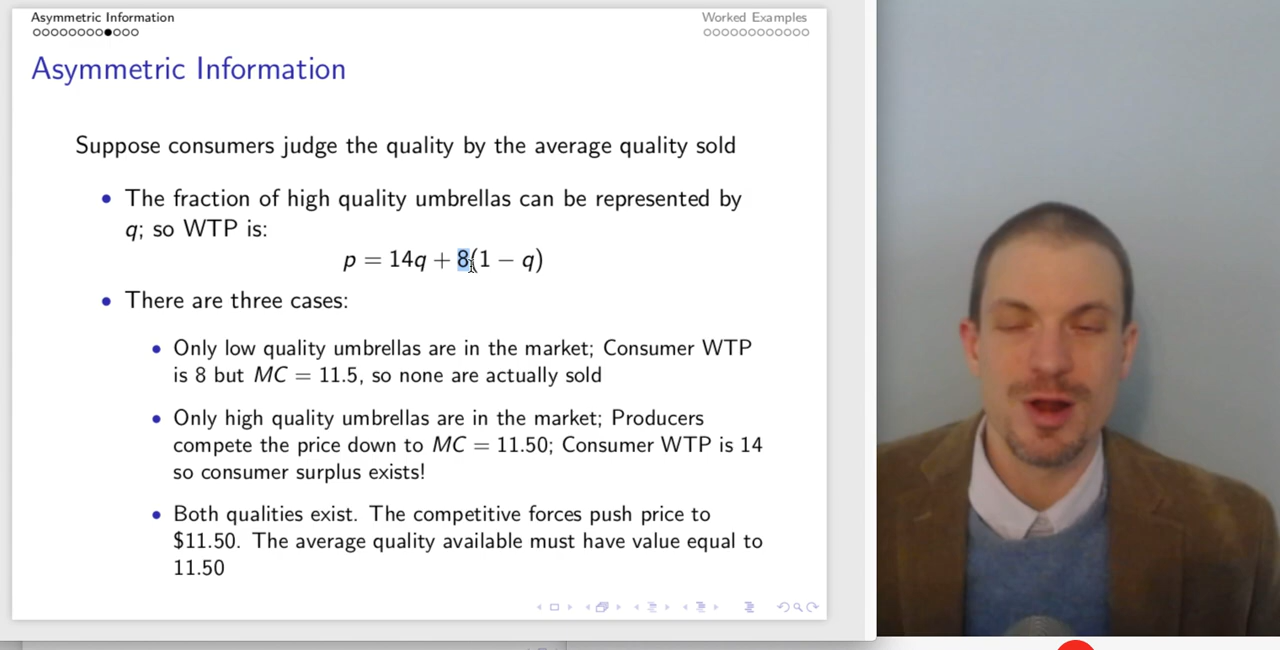 Asymmetric Information
Worked Examples
Asymmetric Information
Suppose consumers judge the quality by the average quality sold
• The fraction of high quality umbrellas can be represented by
q; so WTP is:
p = 14q + 8(1 − q)
• There are three cases:
• Only low quality umbrellas are in the market; Consumer WTP
is 8 but MC = 11.5, so none are actually sold
• Only high quality umbrellas are in the market; Producers
compete the price down to MC = 11.50; Consumer WTP is 14
so consumer surplus exists!
• Both qualities exist. The competitive forces push price to
$11.50. The average quality available must have value equal to
11.50